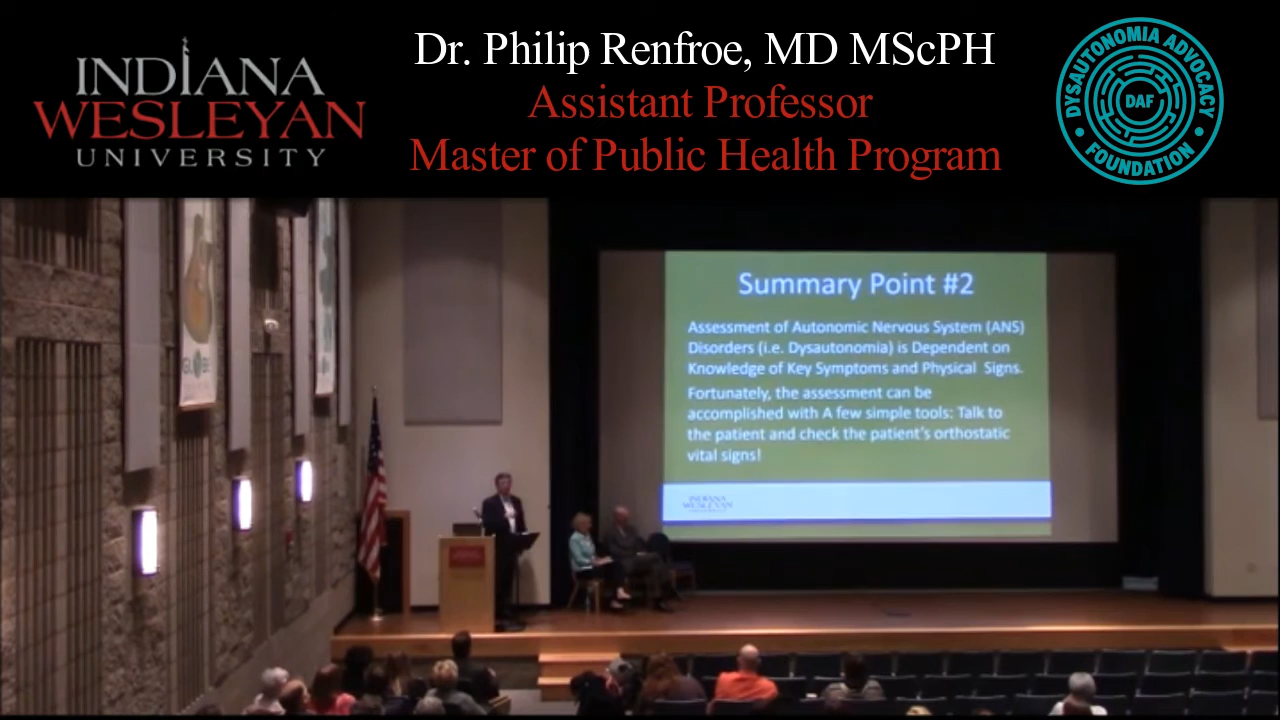 INDIANA
WESLEYAN
UNIVERSITY
Dr. Philip Renfroe, MD MScPH
Assistant Professor
Master of Public Health Program
DYSAUTONOMIA ADVOCACY
DAF
FOUNDATION
Summary Point #2
Assessment of Autonomic Nervous System (ANS)
Disorders (i.e. Dysautonomia) is Dependent on
Knowledge of Key Symptoms and Physical Signs.
Fortunately, the assessment can be
accomplished with A few simple tools: Talk to
the patient and check the patient's orthostatic
vital signs!
INDIANA
WESLEYAN